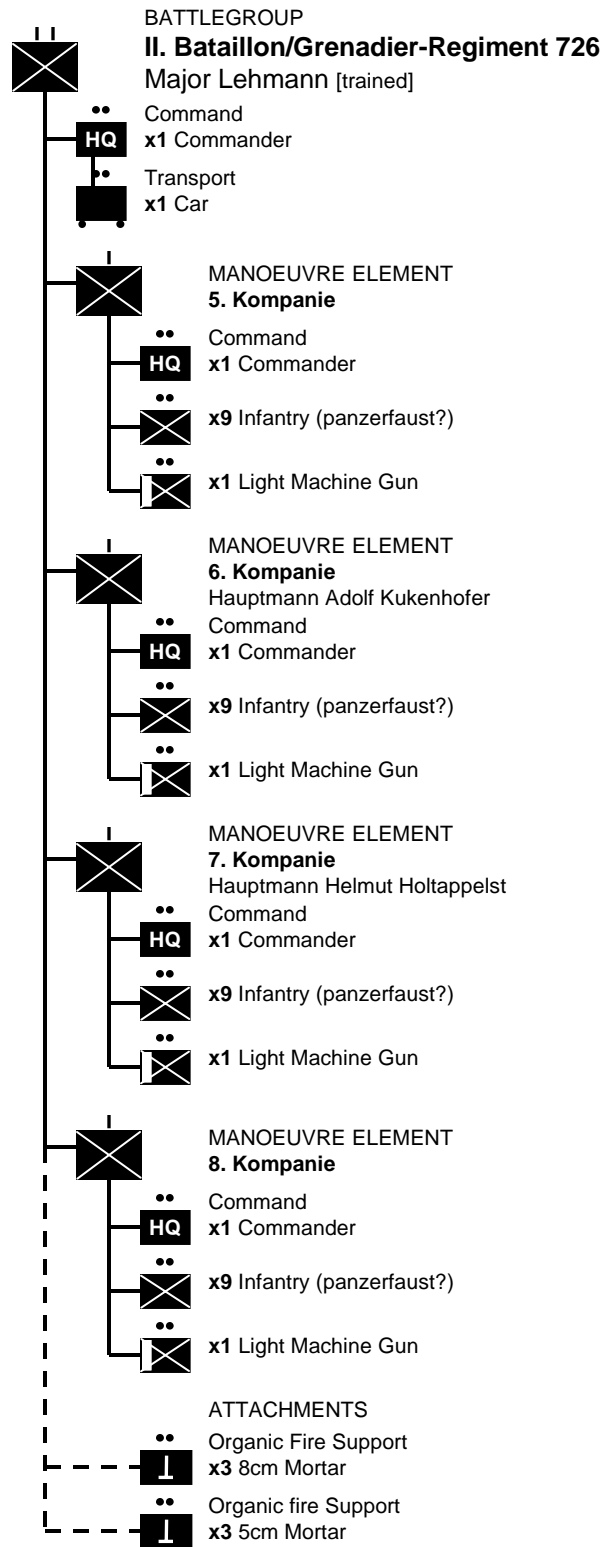 BATTLEGROUP
II. Bataillon/Grenadier-Regiment 726
Major Lehmann [trained]
Command
HQ x1 Commander
Transport
x1 Car
MANOEUVRE ELEMENT
5. Kompanie
Command
HQ x1 Commander
x9 Infantry (panzerfaust?)
x1 Light Machine Gun
MANOEUVRE ELEMENT
6. Kompanie
Hauptmann Adolf Kukenhofer
Command
HQ x1 Commander
x9 Infantry (panzerfaust?)
x1 Light Machine Gun
MANOEUVRE ELEMENT
7. Kompanie
Hauptmann Helmut Holtappelst
Command
HQ x1 Commander
x9 Infantry (panzerfaust?)
x1 Light Machine Gun
MANOEUVRE ELEMENT
8. Kompanie
Command
HQ x1 Commander
x9 Infantry (panzerfaust?)
x1 Light Machine Gun
ATTACHMENTS
Organic Fire Support
x3 8cm Mortar
Organic fire Support
x3 5cm Mortar